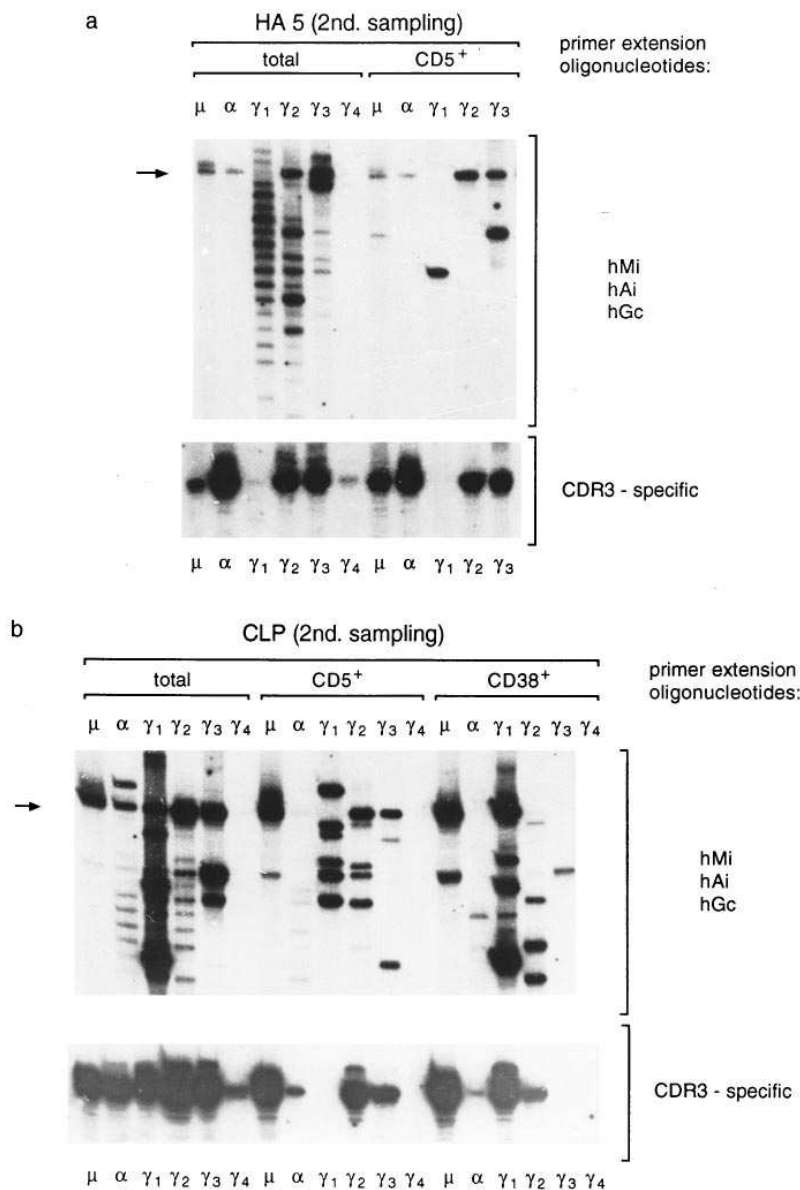 a
HA 5 (2nd. sampling)
total CD5+
primer extension
oligonucleotides:
μ α γ1 γ2 γ3 γ4 μ α γ1 γ2 γ3
hMi
hAi
hGc
CDR3 - specific
μ α γ1 γ2 γ3 γ4 μ α γ1 γ2 γ3
b
CLP (2nd. sampling)
total CD5+ CD38+
primer extension
oligonucleotides:
μ α γ1 γ2 γ3 γ4 μ α γ1 γ2 γ3 γ4 μ α γ1 γ2 γ3 γ4
hMi
hAi
hGc
CDR3 - specific
μ α γ1 γ2 γ3 γ4 μ α γ1 γ2 γ3 γ4 μ α γ1 γ2 γ3 γ4